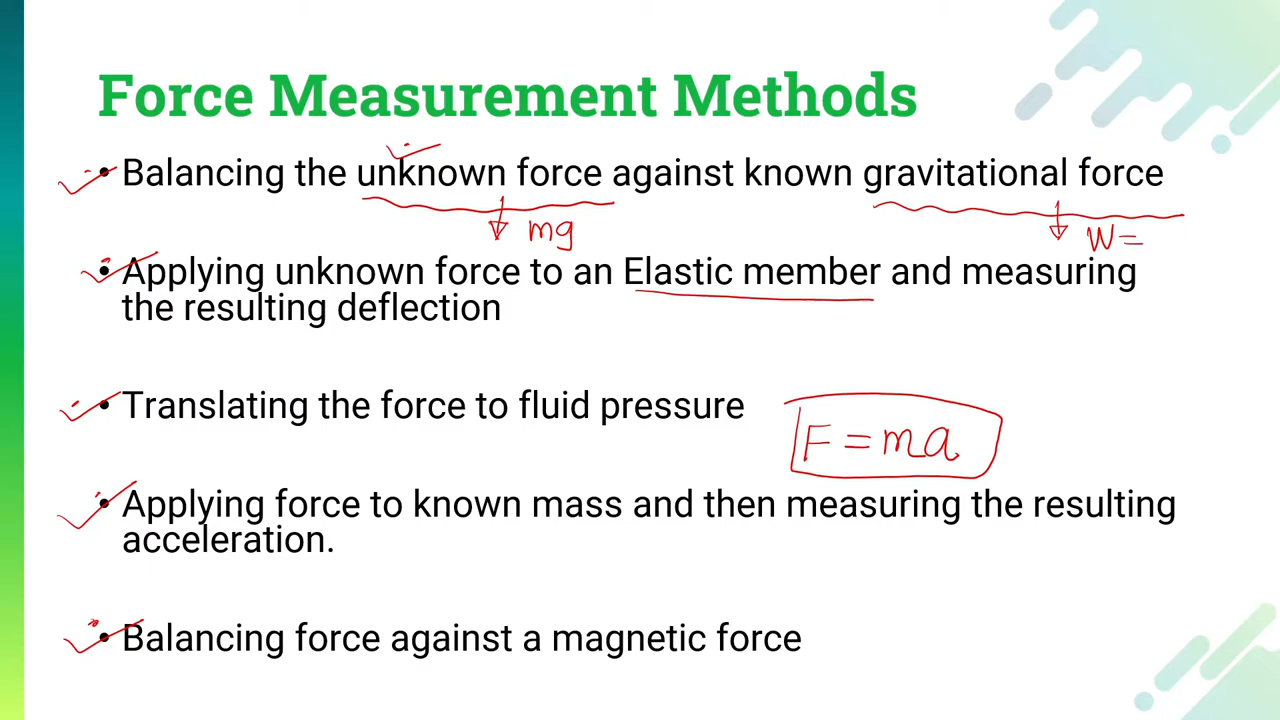 Force Measurement Methods
• Balancing the unknown force against known gravitational force
mg W=
• Applying unknown force to an Elastic member and measuring
the resulting deflection
• Translating the force to fluid pressure
F = ma
• Applying force to known mass and then measuring the resulting
acceleration.
• Balancing force against a magnetic force